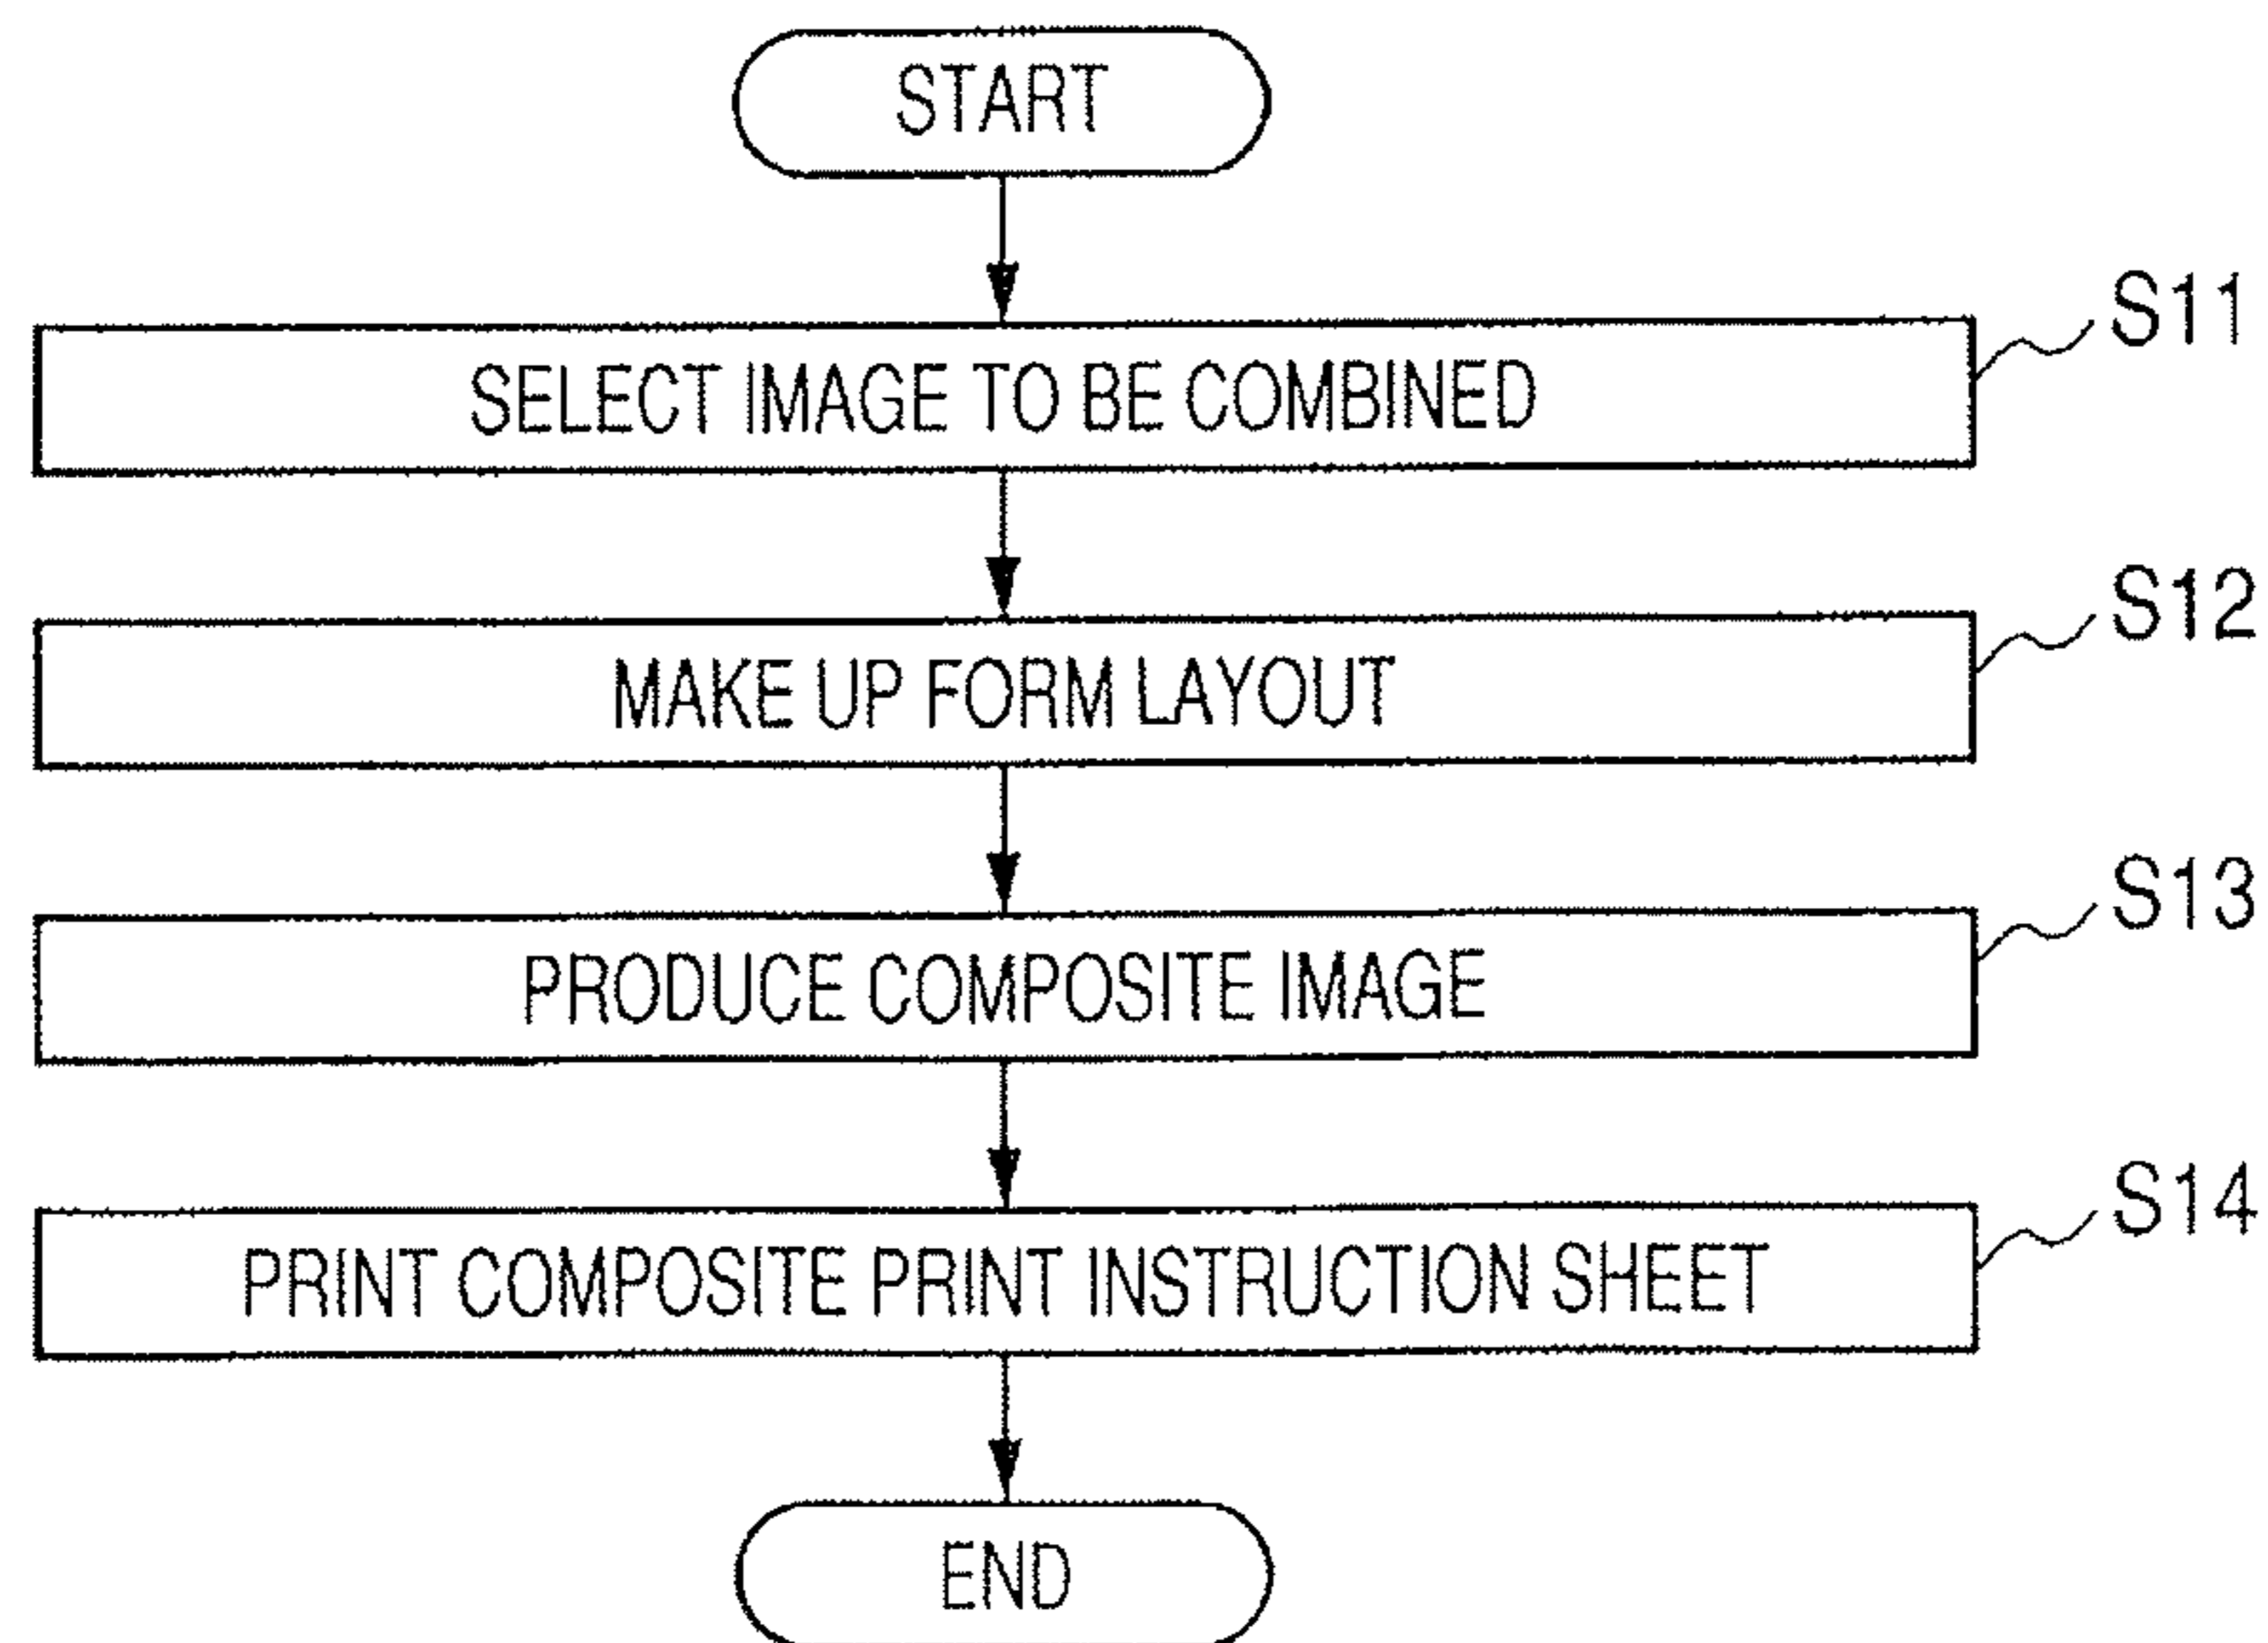 START
S11
SELECT IMAGE TO BE COMBINED
S12
MAKE UP FORM LAYOUT
S13
PRODUCE COMPOSITE IMAGE
S14
PRINT COMPOSITE PRINT INSTRUCTION SHEET
END